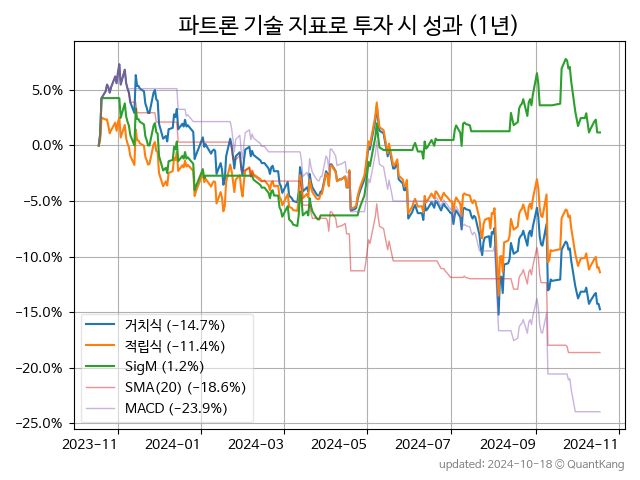 파트론 기술 지표로 투자 시 성과 (1년)
5.0%
0.0%
−5.0%
−10.0%
−15.0%
−20.0%
−25.0%
거치식 (−14.7%)
적립식 (−11.4%)
SigM (1.2%)
SMA(20) (−18.6%)
MACD (−23.9%)
2023−11 2024−01 2024−03 2024−05 2024−07 2024−09 2024−11
updated: 2024-10-18 © QuantKang